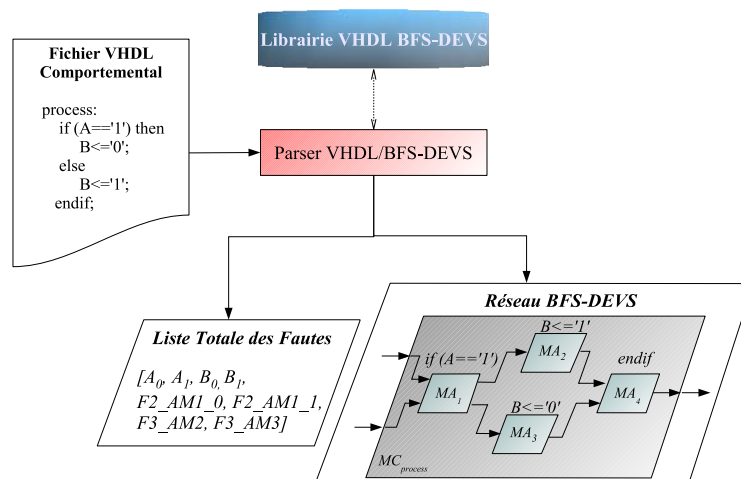 Fichier VHDL
Comportemental
process:
if (A=='1') then
B<='0';
else
B<='1';
endif;
Librairie VHDL BFS-DEVS
Parser VHDL/BFS-DEVS
Liste Totale des Fautes
[A0, A1, B0, B1,
F2_AM1_0, F2_AM1_1,
F3_AM2, F3_AM3]
Réseau BFS-DEVS
B<='1'
if (A=='1')
MA2
endif
MA1
MA4
B<='0'
MA3
MCprocess